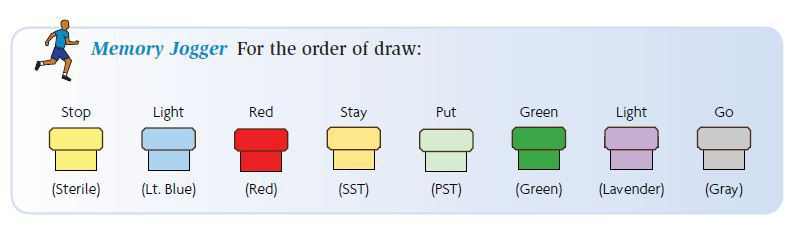 Memory Jogger For the order of draw:
Stop Light Red Stay Put Green Light Go
(Sterile) (Lt. Blue) (Red) (SST) (PST) (Green) (Lavender) (Gray)